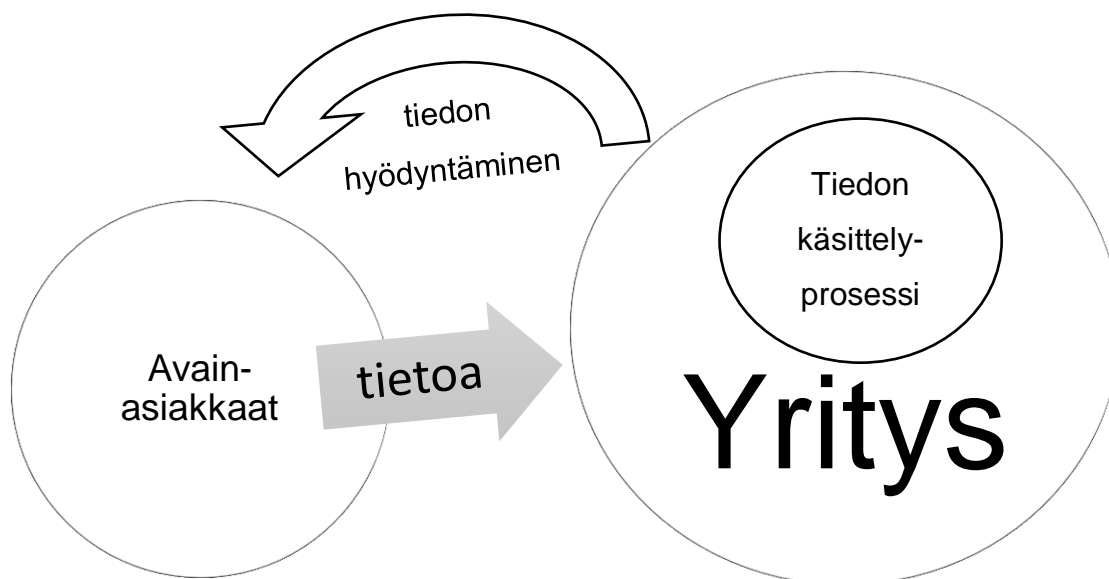 tiedon
hyödyntäminen
Tiedon
käsittely-
prosessi
Avain-
asiakkaat
tietoa
Yritys